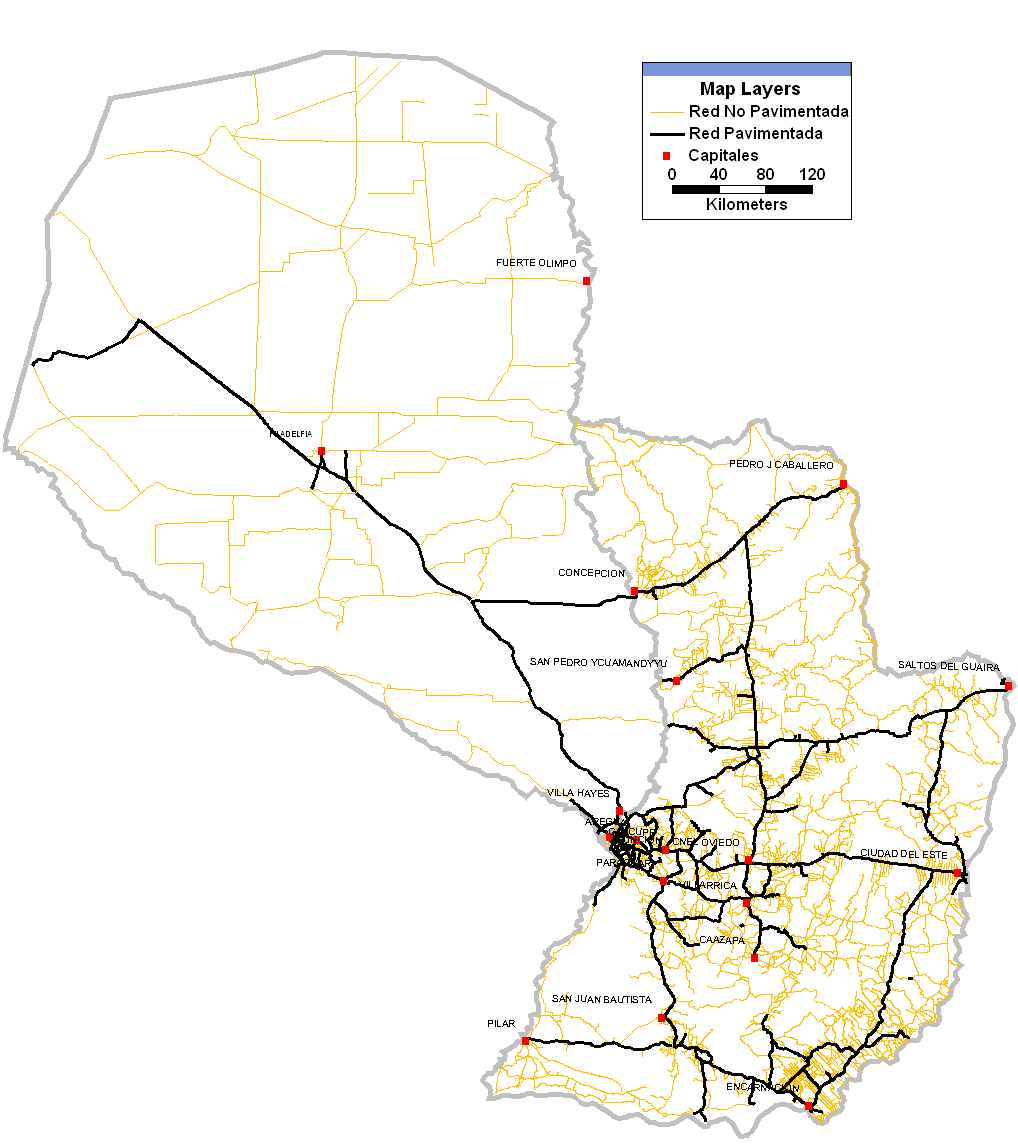 Map Layers
Red No Pavimentada
Red Pavimentada
Capitales
0 40 80 120
Kilometers
FUERTE OLIMPO
PEDRO J CABALLERO
CONCEPCION
SAN PEDRO YCUAMANDYYU
SALTOS DEL GUAIRA
VILLA HAYES
CNEL OVIEDO
CIUDAD DEL ESTE
VILLARRICA
CAAZAPA
SAN JUAN BAUTISTA
PILAR
ENCARNACION